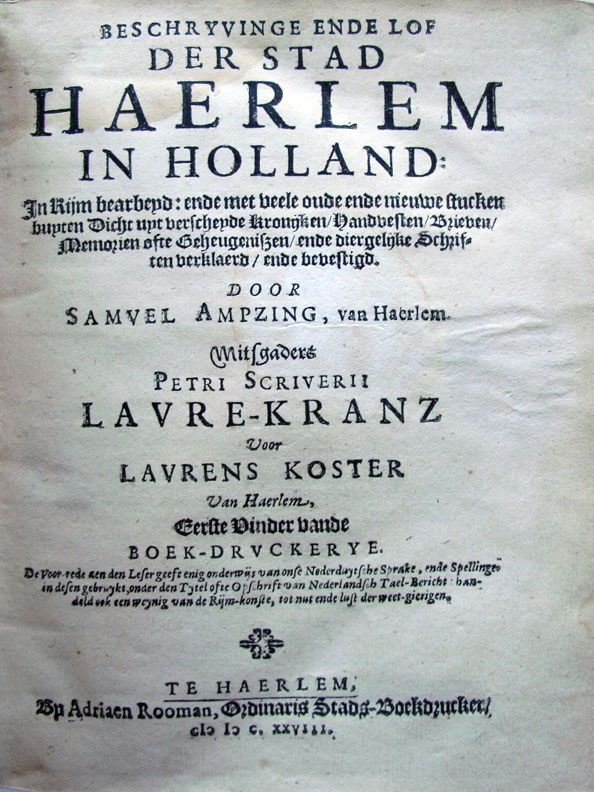 BESCHRYVINGE ENDE LOF
DER STAD
HAERLEM
IN HOLLAND:
In Rijm bearbeyd: ende met veele oude ende nieuwe stucken
buyten Dicht uyt verscheyde Kronijken/ Handvesten/ Brieven/
Memorien ofte Geheugenißen/ ende diergelijke Schrif-
ten verklaerd/ ende bevestigd.
DOOR
SAMVEL AMPZING, van Haerlem.
Mitsgaders
PETRI SCRIVERII
LAVRE-KRANZ
Voor
LAVRENS KOSTER
Van Haerlem,
Eerste Vinder vande
BOEK-DRVCKERYE.
De Voor-rede aen den Leser geeft enig onderwijs van onse Nederduytsche Sprake, ende Spellinge
in desen gebruykt, onder den Tytel ofte Opschrift van Nederlandsch Tael-Bericht: han-
deld ook een weynig van de Rijm-konste, tot nut ende lust der weet-gierigen.
TE HAERLEM,
By Adriaen Rooman, Ordinaris Stads-Boekdrucker/
cIɔ Iɔ c. XXVIII.